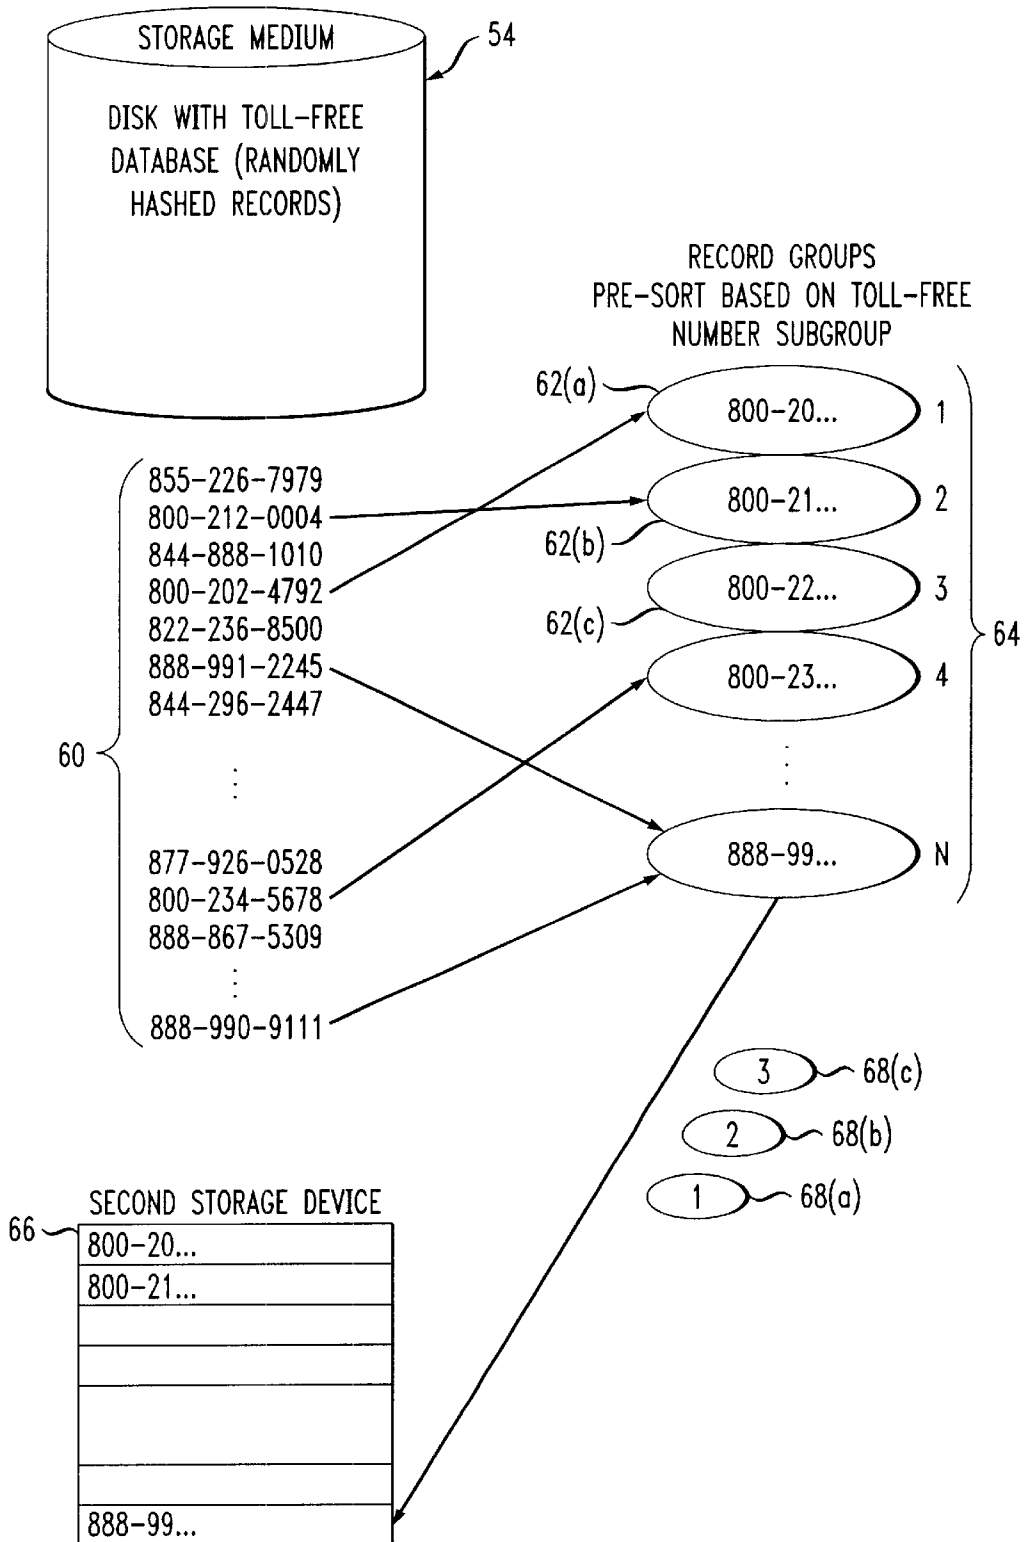 STORAGE MEDIUM
54
DISK WITH TOLL-FREE
DATABASE (RANDOMLY
HASHED RECORDS)
RECORD GROUPS
PRE-SORT BASED ON TOLL-FREE
NUMBER SUBGROUP
62(a)
800-20...
1
800-21...
2
62(b)
800-22...
3
62(c)
800-23...
4
888-99...
N
64
60
855-226-7979
800-212-0004
844-888-1010
800-202-4792
822-236-8500
888-991-2245
844-296-2447
877-926-0528
800-234-5678
888-867-5309
888-990-9111
3
68(c)
2
68(b)
1
68(a)
SECOND STORAGE DEVICE
66
800-20...
800-21...
888-99...